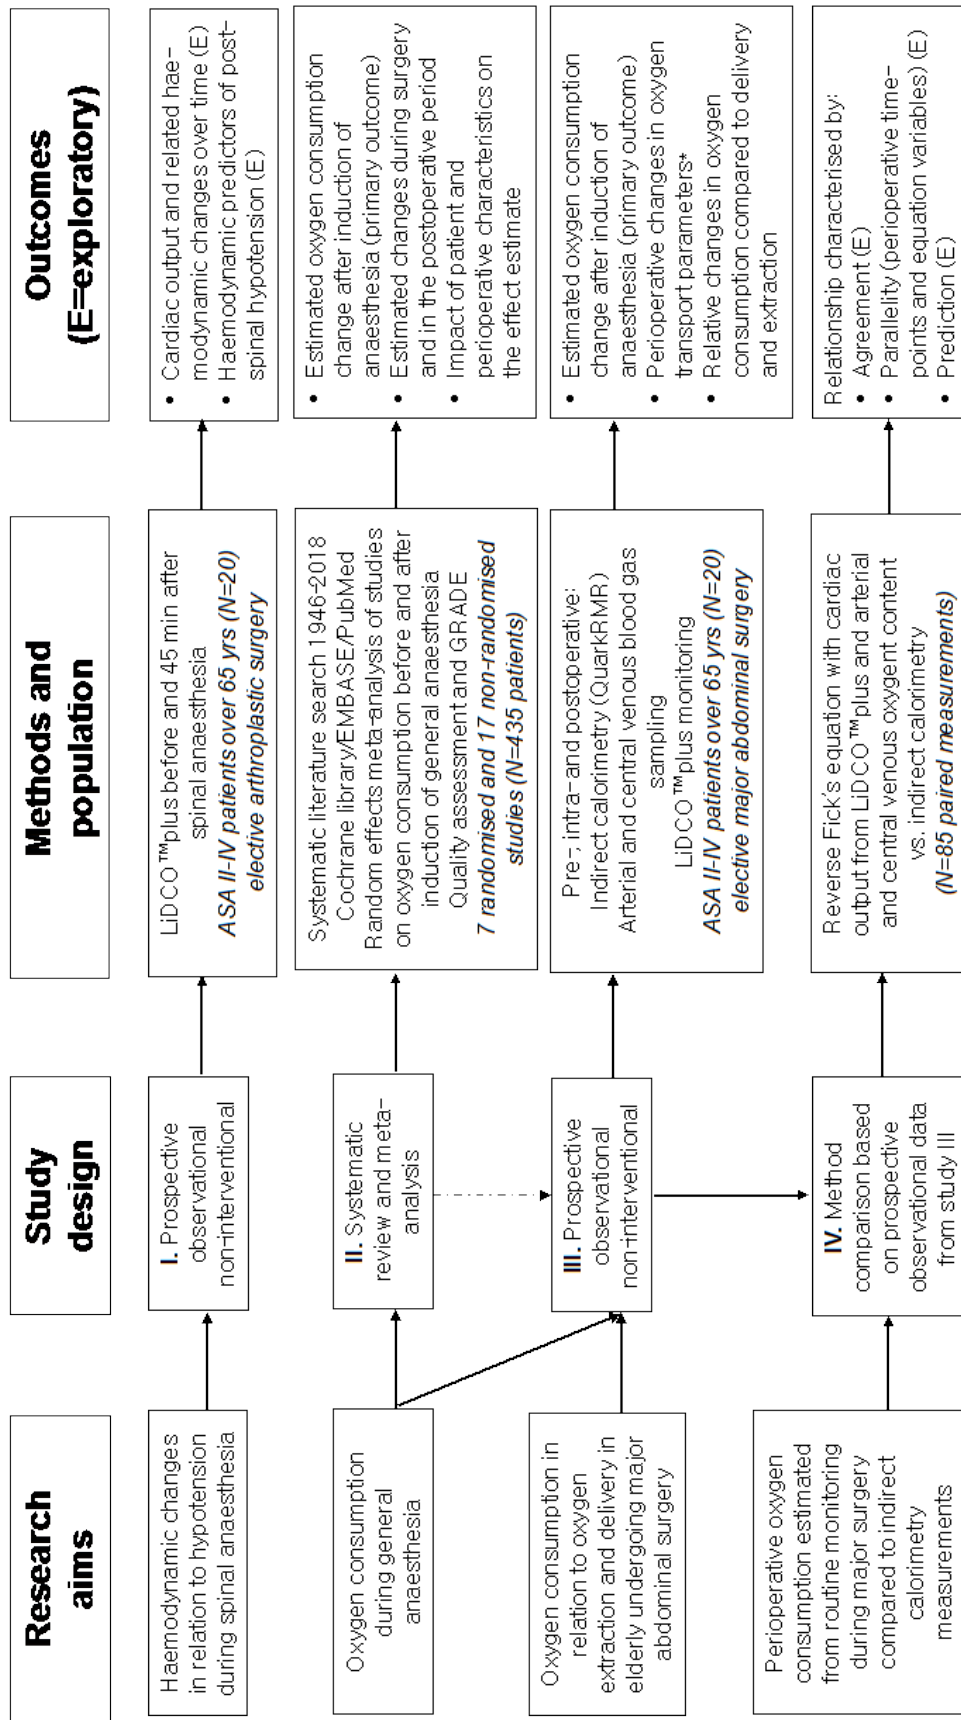 Research
aims
Study
design
Methods and
population
Outcomes
(E=exploratory)
Haemodynamic changes
in relation to hypotension
during spinal anaesthesia
I. Prospective
observational
non-interventional
LiDCO ™plus before and 45 min after
spinal anaesthesia
ASA II-IV patients over 65 yrs (N=20)
elective arthroplastic surgery
• Cardiac output and related hae-
modynamic changes over time (E)
• Haemodynamic predictors of post-
spinal hypotension (E)
Oxygen consumption
during general
anaesthesia
II. Systematic
review and meta-
analysis
Systematic literature search 1946-2018
Cochrane library/EMBASE/PubMed
Random effects meta-analysis of studies
on oxygen consumption before and after
induction of general anaesthesia
Quality assessment and GRADE
7 randomised and 17 non-randomised
studies (N=435 patients)
• Estimated oxygen consumption
change after induction of
anaesthesia (primary outcome)
• Estimated changes during surgery
and in the postoperative period
• Impact of patient and
perioperative characteristics on
the effect estimate
Oxygen consumption in
relation to oxygen
extraction and delivery in
elderly undergoing major
abdominal surgery
III. Prospective
observational
non-interventional
Pre-, intra-and postoperative:
Indirect calorimetry (QuarkRMR)
Arterial and central venous blood gas
sampling
LiDCO ™plus monitoring
ASA II-IV patients over 65 yrs (N=20)
elective major abdominal surgery
• Estimated oxygen consumption
change after induction of
anaesthesia (primary outcome)
• Perioperative changes in oxygen
transport parameters*
• Relative changes in oxygen
consumption compared to delivery
and extraction
Perioperative oxygen
consumption estimated
from routine monitoring
during major surgery
compared to indirect
calorimetry
measurements
IV. Method
comparison based
on prospective
observational data
from study III
Reverse Fick's equation with cardiac
output from LiDCO™plus and arterial
and central venous oxygent content
vs. indirect calorimetry
(N=85 paired measurements)
Relationship characterised by:
• Agreement (E)
• Parallelity (perioperative time-
points and equation variables) (E)
• Prediction (E)